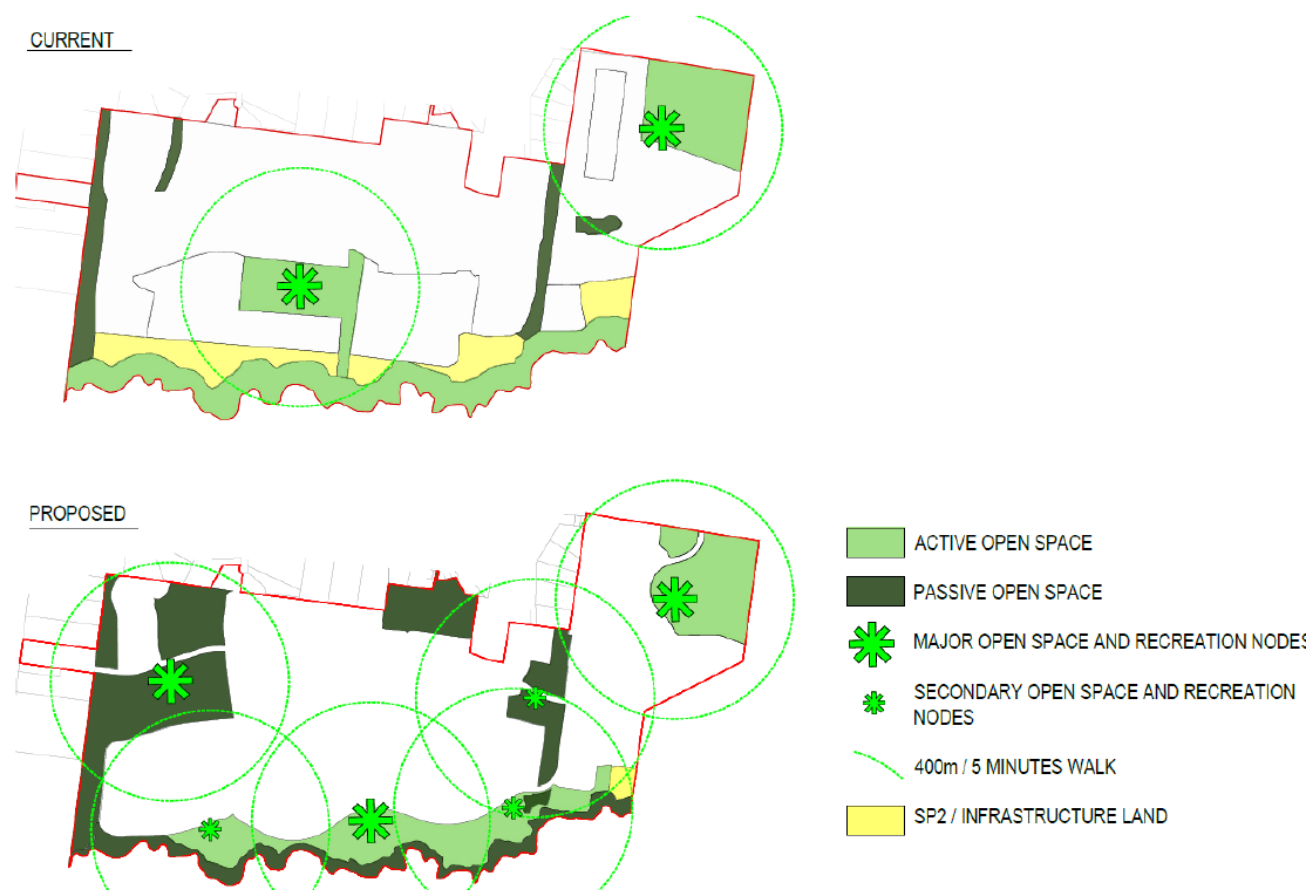 CURRENT
PROPOSED
ACTIVE OPEN SPACE
PASSIVE OPEN SPACE
MAJOR OPEN SPACE AND RECREATION NODES
SECONDARY OPEN SPACE AND RECREATION
NODES
400m / 5 MINUTES WALK
SP2 / INFRASTRUCTURE LAND